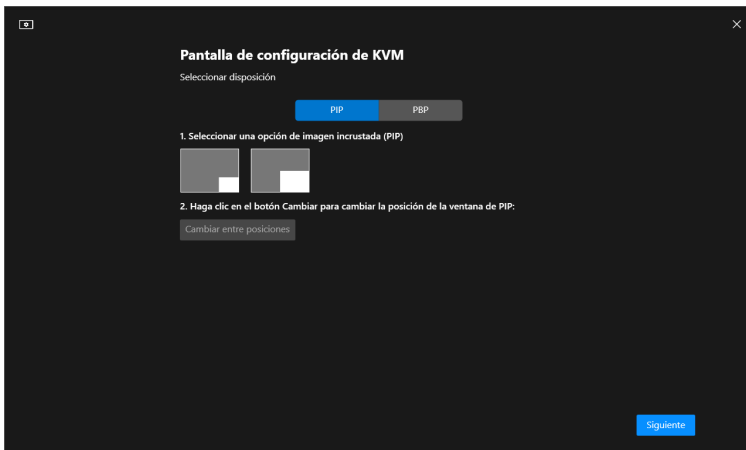 Pantalla de configuración de KVM
Seleccionar disposición
PIP PBP
1. Seleccionar una opción de imagen incrustada (PIP)
2. Haga clic en el botón Cambiar para cambiar la posición de la ventana de PIP:
Cambiar entre posiciones
Siguiente